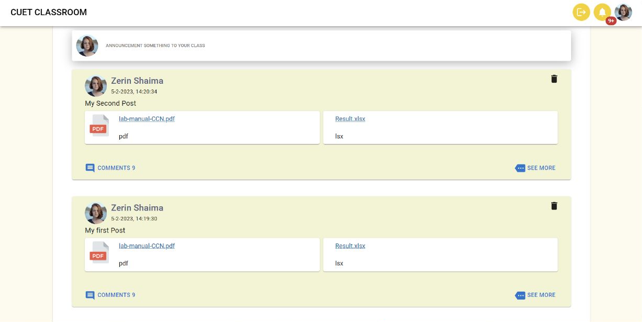 CUET CLASSROOM
9+
ANNOUNCEMENT SOMETHING TO YOUR CLASS
Zerin Shaima
5-2-2023, 14:20:34
My Second Post
PDF
lab-manual-CCN.pdf
pdf
Result.xlsx
lsx
COMMENTS 9
SEE MORE
Zerin Shaima
5-2-2023, 14:19:50
My first Post
PDF
lab-manual-CCN.pdf
pdf
Result.xlsx
lsx
COMMENTS 9
SEE MORE